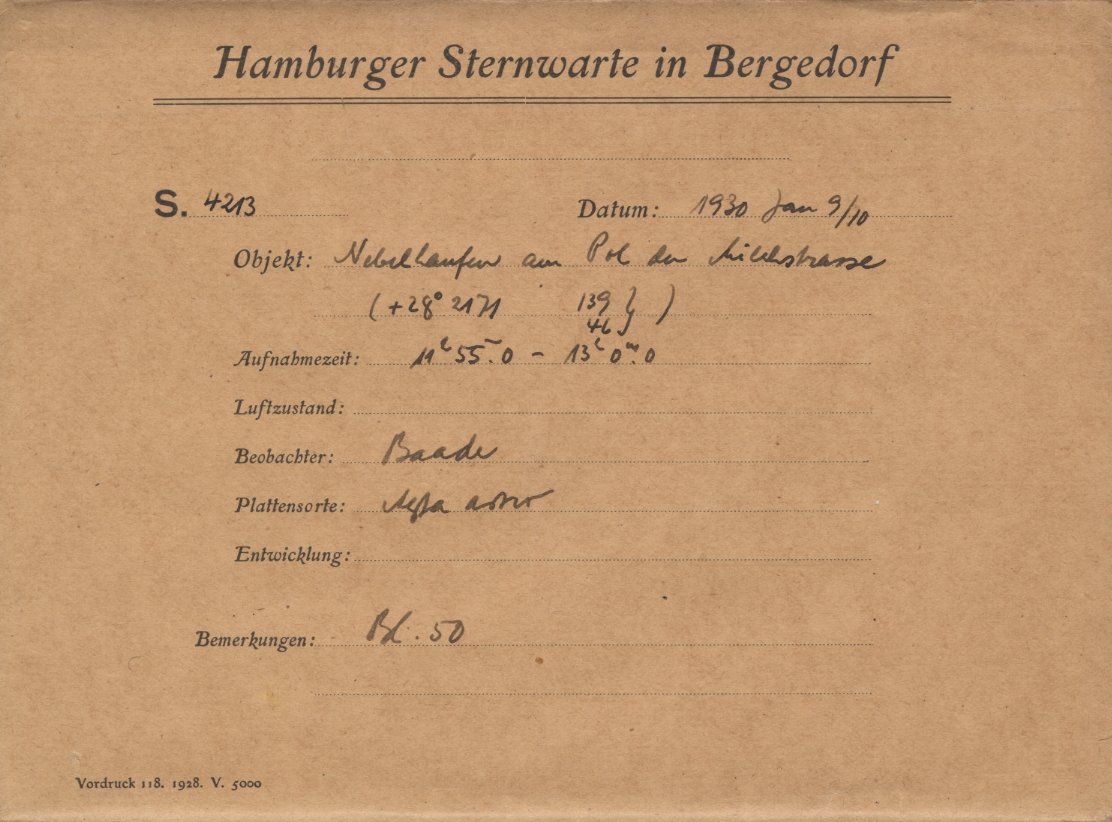 Hamburger Sternwarte in Bergedorf
S. 4213 Datum: 1930 Jan 9/10
Objekt: Nebelhaufen am Pol der Milchstrasse
(+28° 2171 139 } )
46
Aufnahmezeit: 11h 55m.0 - 13h 0m.0
Luftzustand:
Beobachter: Baade
Plattensorte: Agfa astro
Entwicklung:
Bemerkungen: Bl. 50
Vordruck 118. 1928. V. 5000